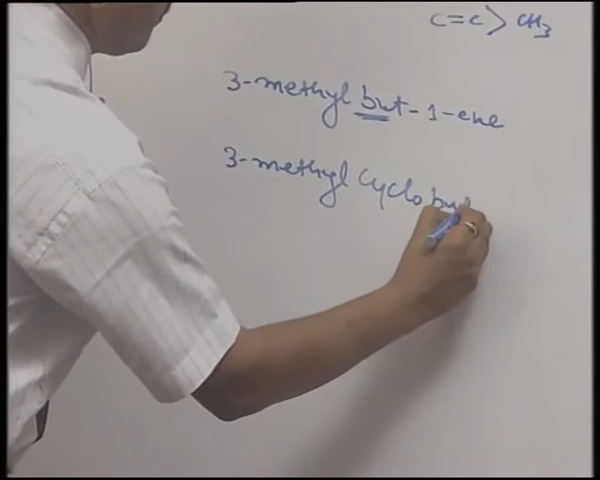 C=C > CH3
3-methyl but-1-ene
3-methyl cyclobut